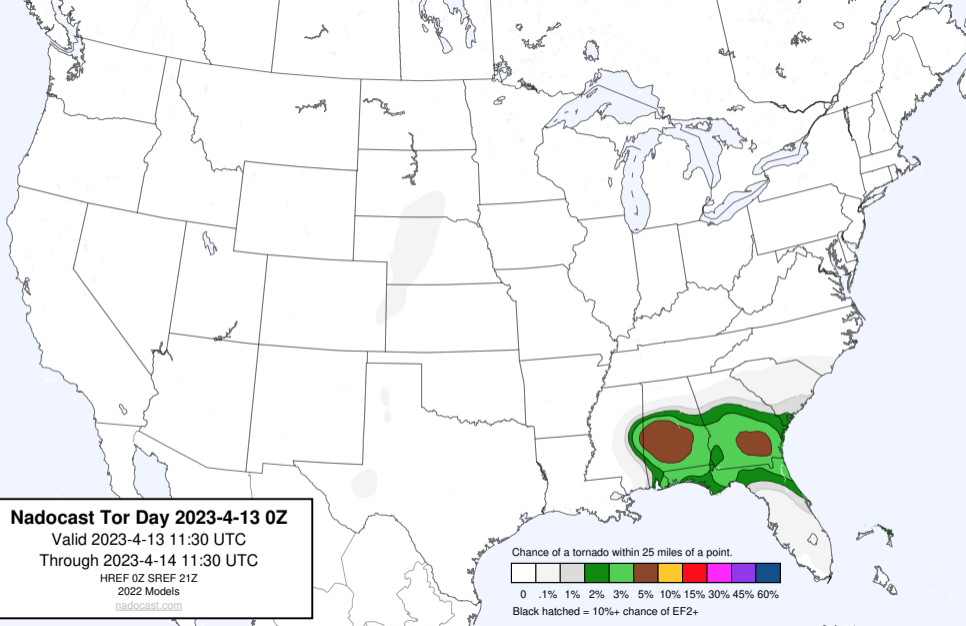 Nadocast Tor Day 2023-4-13 0Z
Valid 2023-4-13 11:30 UTC
Through 2023-4-14 11:30 UTC
HREF 0Z SREF 21Z
2022 Models
nadocast.com
Chance of a tornado within 25 miles of a point.
0 .1% 1% 2% 3% 5% 10% 15% 30% 45% 60%
Black hatched = 10%+ chance of EF2+